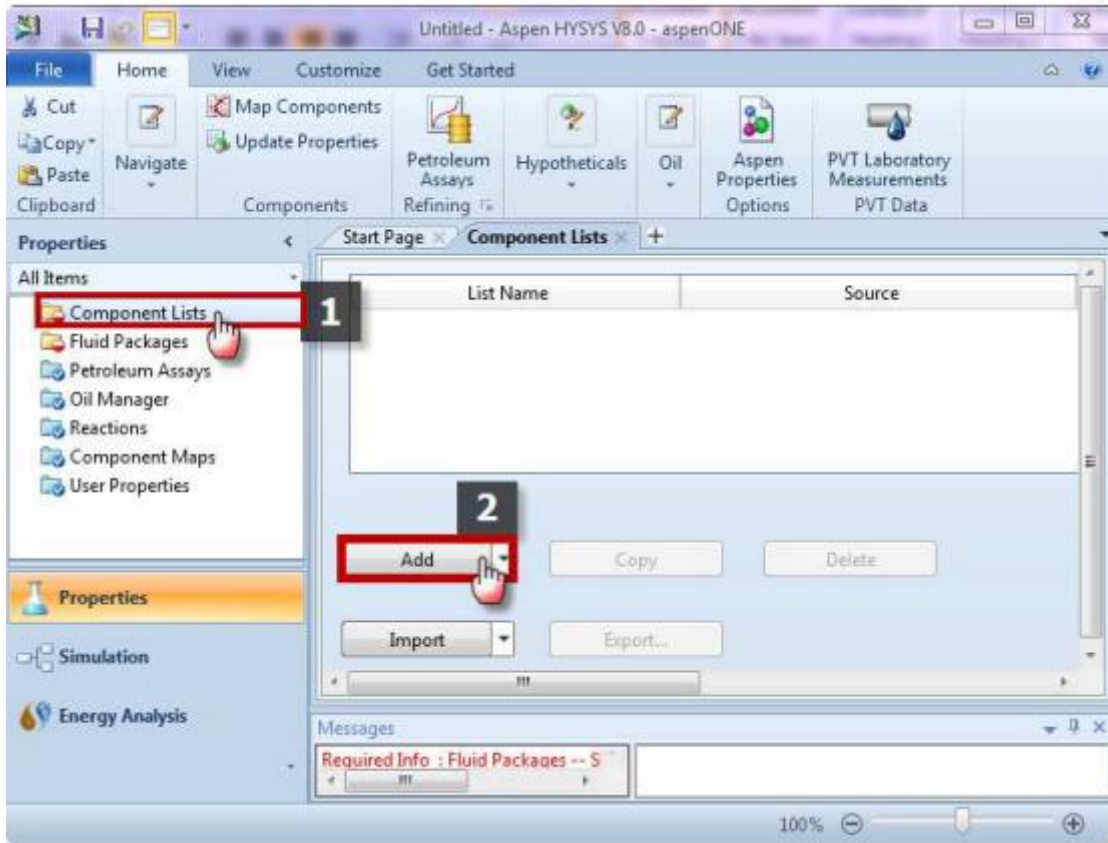 Untitled - Aspen HYSYS V8.0 - aspenONE
File Home View Customize Get Started
Cut
Copy
Paste
Clipboard
Navigate
Map Components
Update Properties
Components
Petroleum
Assays
Refining
Hypotheticals
Oil
Aspen
Properties
Options
PVT Laboratory
Measurements
PVT Data
Properties
All Items
Component Lists
Fluid Packages
Petroleum Assays
Oil Manager
Reactions
Component Maps
User Properties
1
Properties
Simulation
Energy Analysis
Start Page Component Lists +
List Name Source
2
Add Copy Delete
Import Export...
Messages
Required Info : Fluid Packages -- S
100%